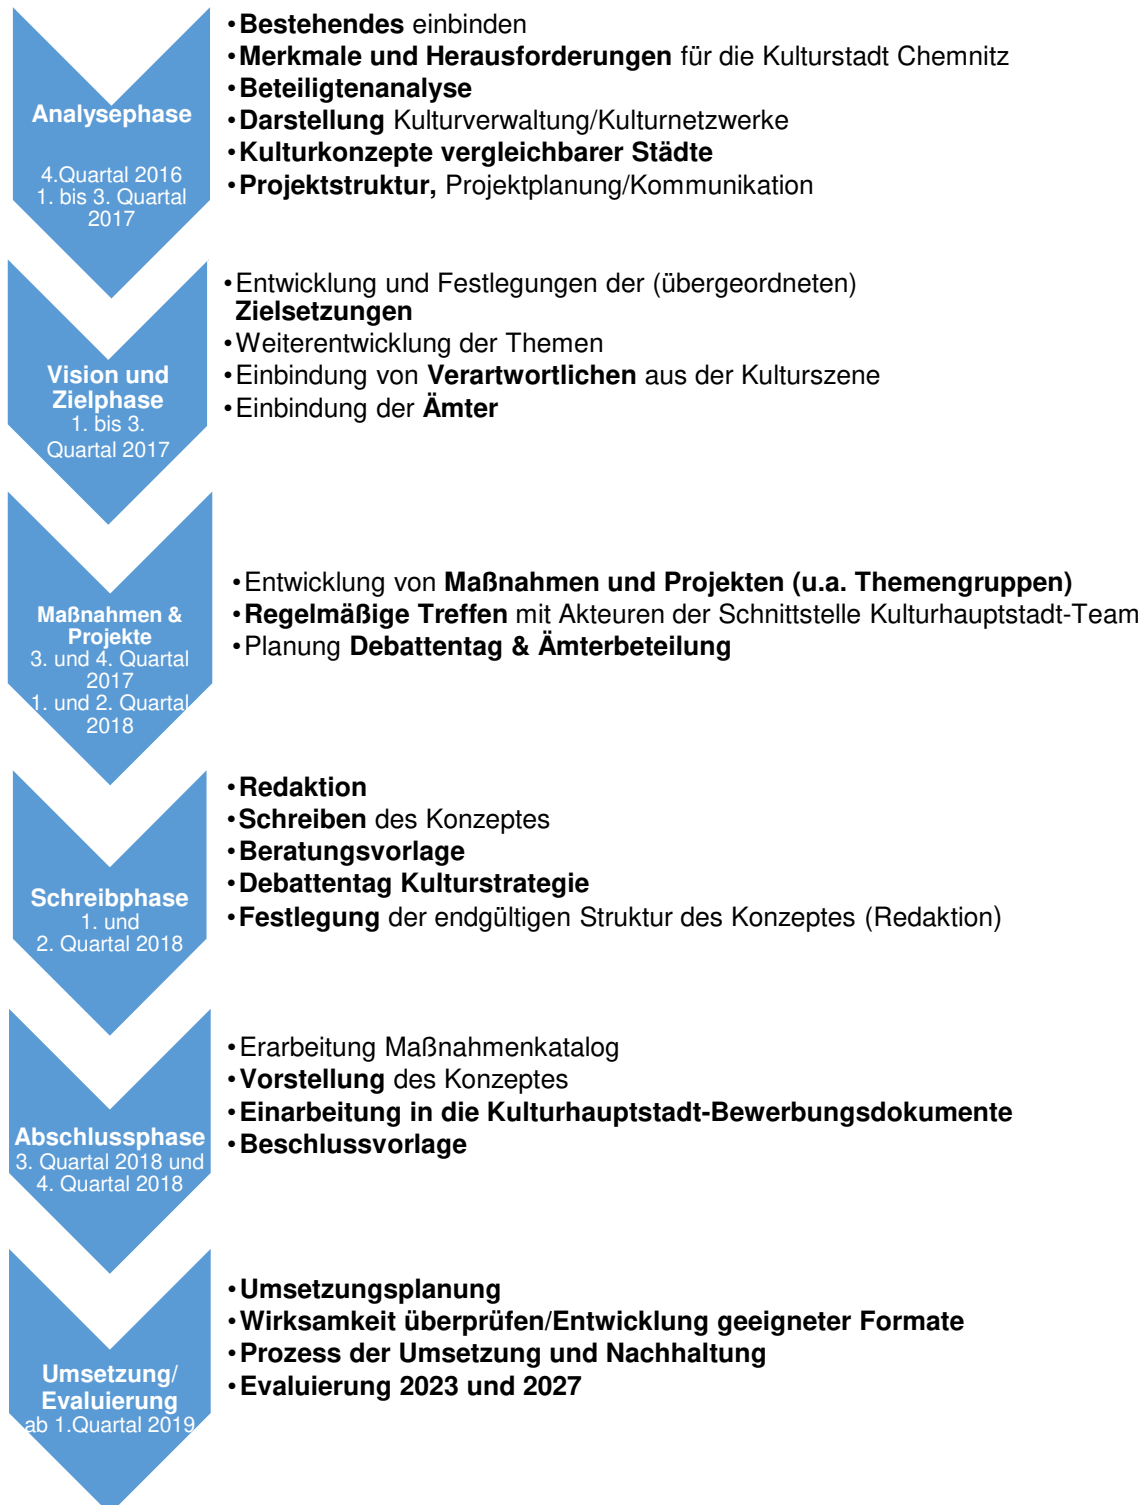 Analysephase
4.Quartal 2016
1. bis 3. Quartal
2017
•Bestehendes einbinden
•Merkmale und Herausforderungen für die Kulturstadt Chemnitz
•Beteiligtenanalyse
•Darstellung Kulturverwaltung/Kulturnetzwerke
•Kulturkonzepte vergleichbarer Städte
•Projektstruktur, Projektplanung/Kommunikation
Vision und
Zielphase
1. bis 3.
Quartal 2017
•Entwicklung und Festlegungen der (übergeordneten)
Zielsetzungen
•Weiterentwicklung der Themen
•Einbindung von Verartwortlichen aus der Kulturszene
•Einbindung der Ämter
Maßnahmen &
Projekte
3. und 4. Quartal
2017
1. und 2. Quartal
2018
•Entwicklung von Maßnahmen und Projekten (u.a. Themengruppen)
•Regelmäßige Treffen mit Akteuren der Schnittstelle Kulturhauptstadt-Team
•Planung Debattentag & Ämterbeteilung
Schreibphase
1. und
2. Quartal 2018
•Redaktion
•Schreiben des Konzeptes
•Beratungsvorlage
•Debattentag Kulturstrategie
•Festlegung der endgültigen Struktur des Konzeptes (Redaktion)
Abschlussphase
3. Quartal 2018 und
4. Quartal 2018
•Erarbeitung Maßnahmenkatalog
•Vorstellung des Konzeptes
•Einarbeitung in die Kulturhauptstadt-Bewerbungsdokumente
•Beschlussvorlage
Umsetzung/
Evaluierung
ab 1.Quartal 2019
•Umsetzungsplanung
•Wirksamkeit überprüfen/Entwicklung geeigneter Formate
•Prozess der Umsetzung und Nachhaltung
•Evaluierung 2023 und 2027